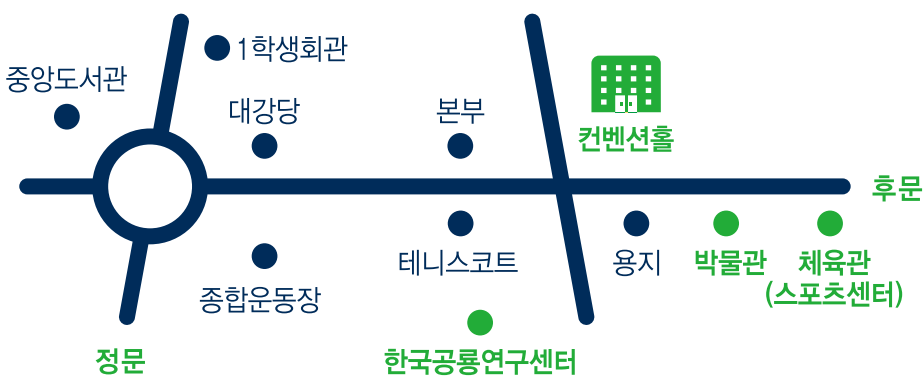 1학생회관
중앙도서관
대강당
본부
컨벤션홀
후문
테니스코트
용지
박물관
체육관
(스포츠센터)
종합운동장
정문
한국공룡연구센터